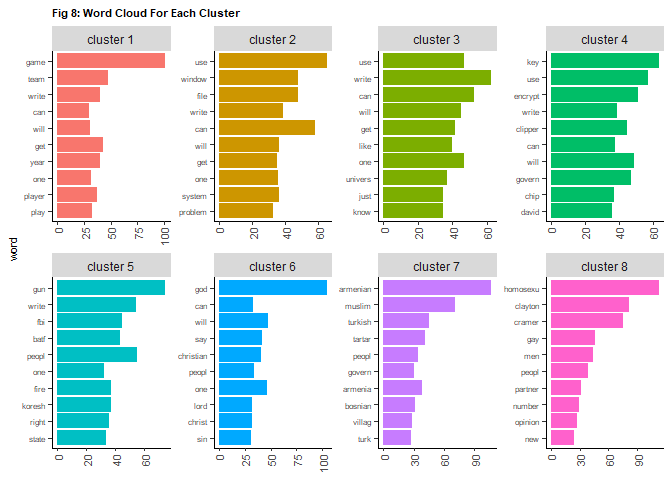 Fig 8: Word Cloud For Each Cluster
cluster 1
cluster 2
cluster 3
cluster 4
game
team
write
can
will
get
year
one
player
play
0
25
50
75
100
use
window
file
write
can
will
get
one
system
problem
0
20
40
60
use
write
can
will
get
like
one
univers
just
know
0
20
40
60
key
use
encrypt
write
clipper
can
will
govern
chip
david
0
20
40
60
word
cluster 5
cluster 6
cluster 7
cluster 8
gun
write
fbi
batf
peopl
one
fire
koresh
right
state
0
20
40
60
god
can
will
say
christian
peopl
one
lord
christ
sin
0
25
50
75
100
armenian
muslim
turkish
tartar
peopl
govern
armenia
bosnian
villag
turk
0
30
60
90
homosexu
clayton
cramer
gay
men
peopl
partner
number
opinion
new
0
30
60
90